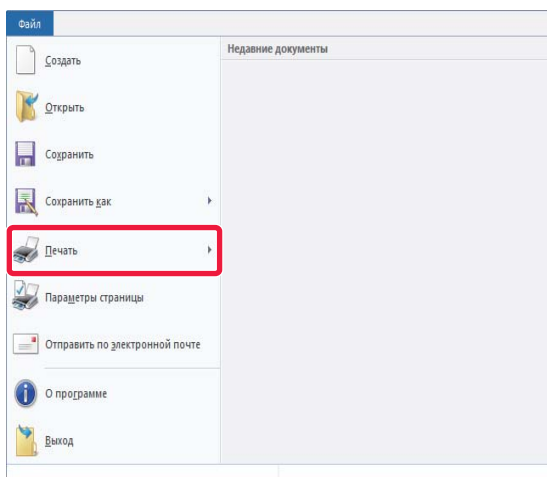 Файл
Недавние документы
Создать
Открыть
Сохранить
Сохранить как
Печать
Параметры страницы
Отправить по электронной почте
О программе
Выход